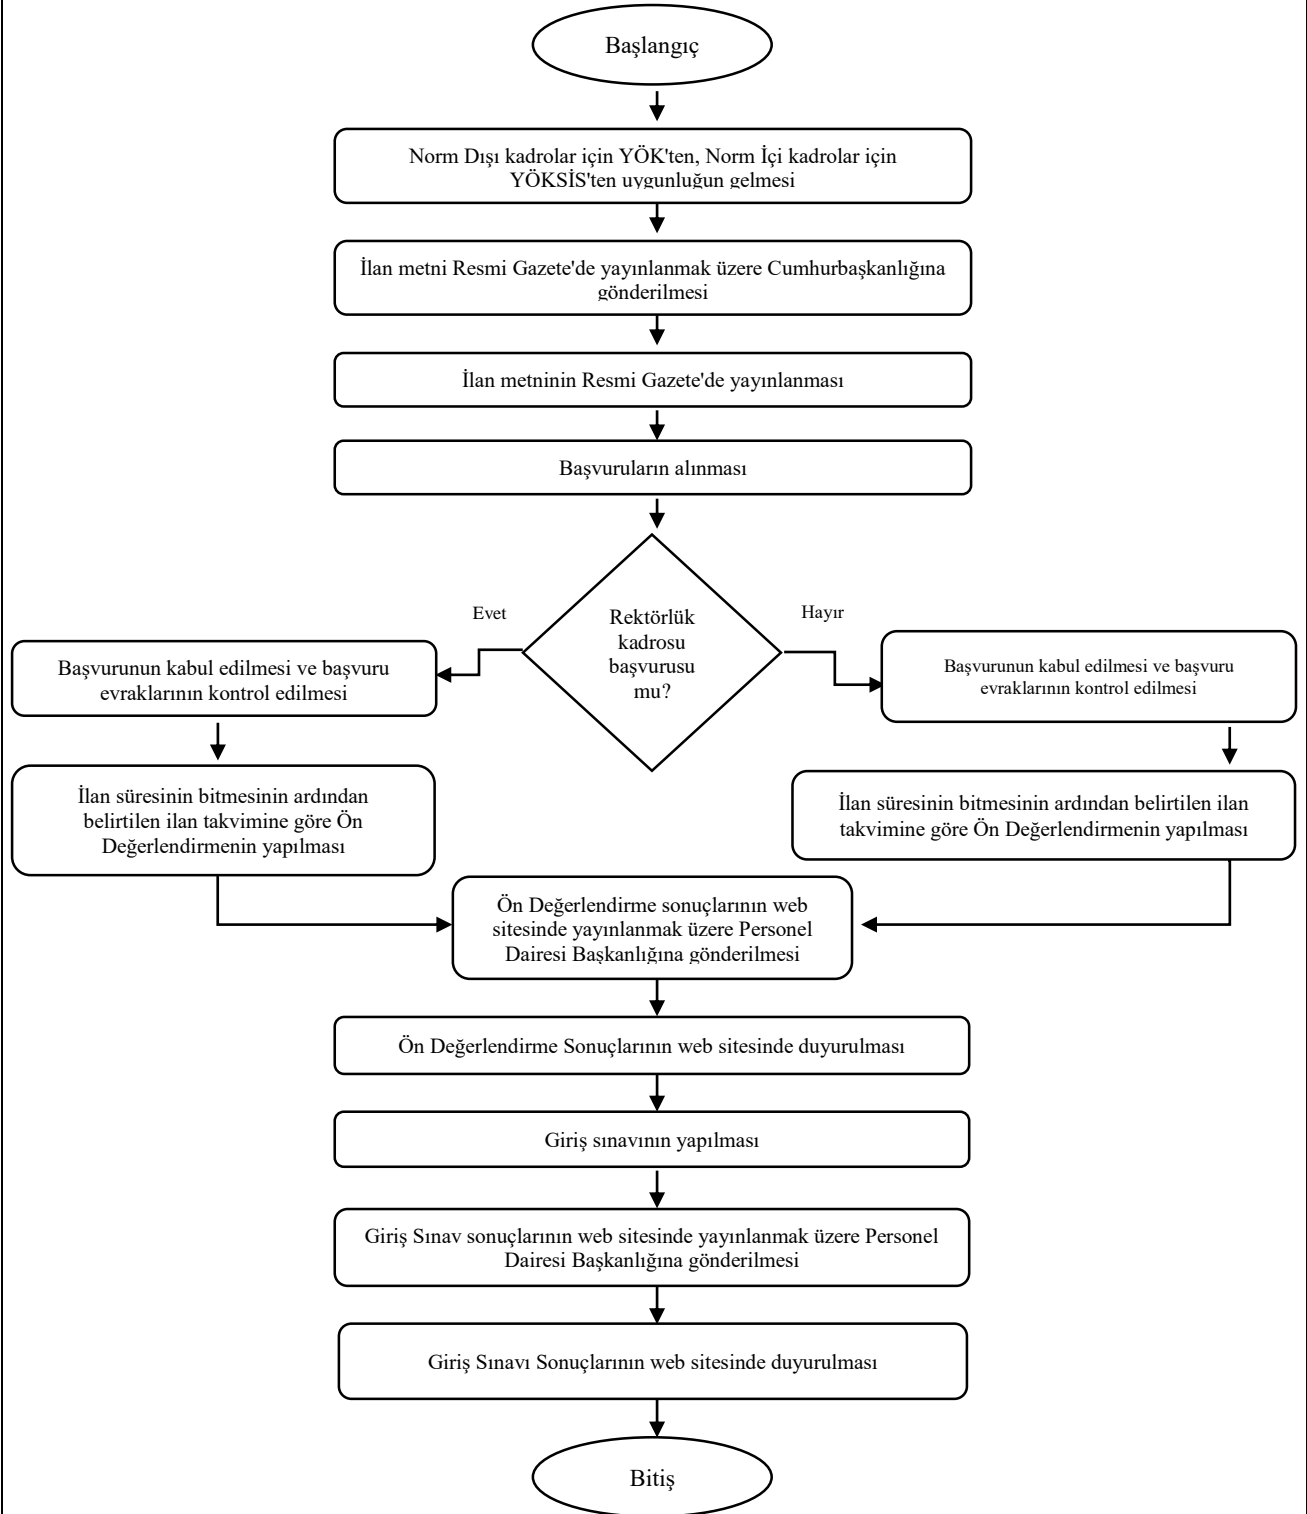 Başlangıç
Norm Dışı kadrolar için YÖK'ten, Norm İçi kadrolar için
YÖKSİS'ten uygunluğun gelmesi
İlan metni Resmi Gazete'de yayınlanmak üzere Cumhurbaşkanlığına
gönderilmesi
İlan metninin Resmi Gazete'de yayınlanması
Başvuruların alınması
Rektörlük
kadrosu
başvurusu
mu?
Evet
Hayır
Başvurunun kabul edilmesi ve başvuru
evraklarının kontrol edilmesi
Başvurunun kabul edilmesi ve başvuru
evraklarının kontrol edilmesi
İlan süresinin bitmesinin ardından
belirtilen ilan takvimine göre Ön
Değerlendirmenin yapılması
İlan süresinin bitmesinin ardından belirtilen ilan
takvimine göre Ön Değerlendirmenin yapılması
Ön Değerlendirme sonuçlarının web
sitesinde yayınlanmak üzere Personel
Dairesi Başkanlığına gönderilmesi
Ön Değerlendirme Sonuçlarının web sitesinde duyurulması
Giriş sınavının yapılması
Giriş Sınav sonuçlarının web sitesinde yayınlanmak üzere Personel
Dairesi Başkanlığına gönderilmesi
Giriş Sınavı Sonuçlarının web sitesinde duyurulması
Bitiş